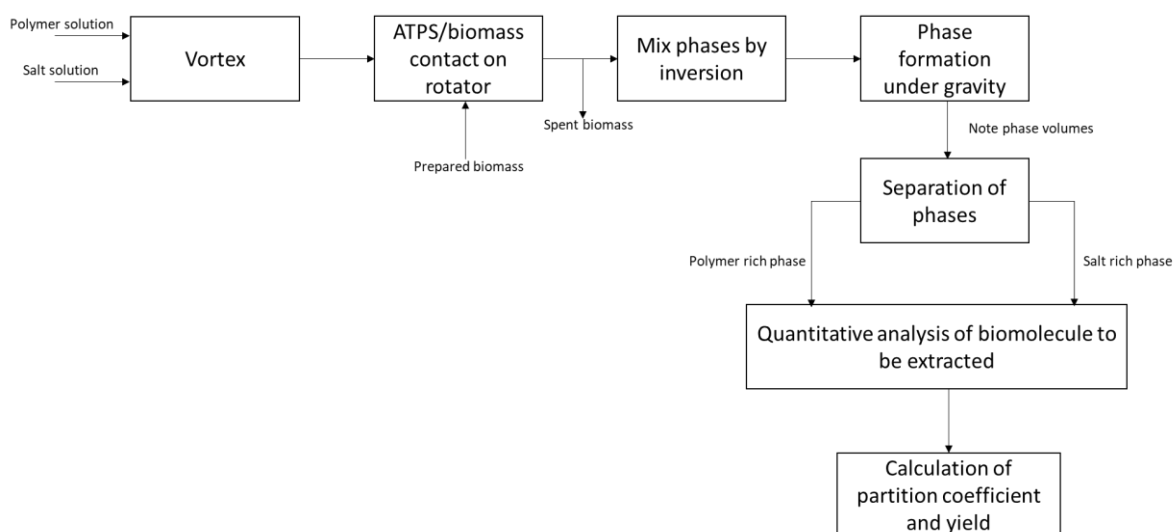 Polymer solution
Salt solution
Vortex
ATPS/biomass
contact on
rotator
Prepared biomass
Spent biomass
Mix phases by
inversion
Phase
formation
under gravity
Note phase volumes
Separation of
phases
Polymer rich phase
Salt rich phase
Quantitative analysis of biomolecule to
be extracted
Calculation of
partition coefficient
and yield